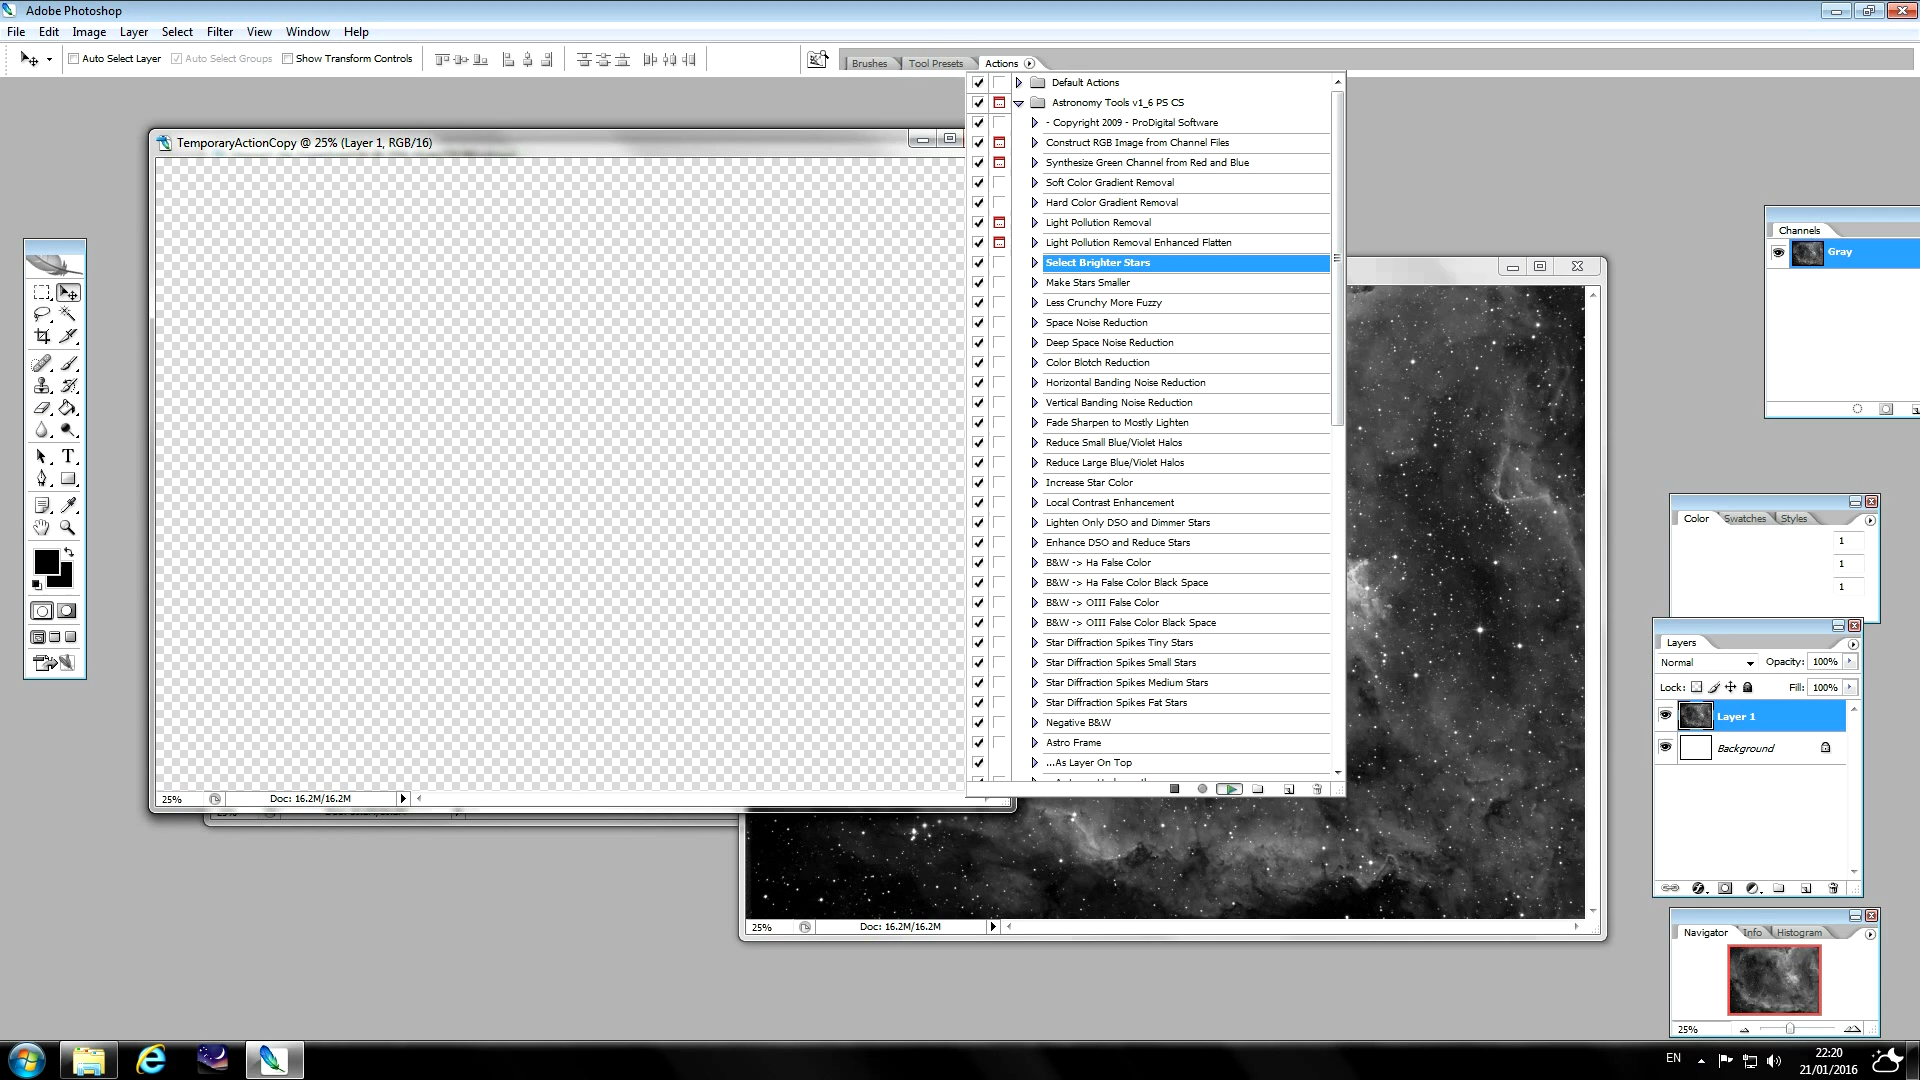 Adobe Photoshop
File Edit Image Layer Select Filter View Window Help
Auto Select Layer Auto Select Groups Show Transform Controls
Brushes Tool Presets Actions
Default Actions
Astronomy Tools v1_6 PS CS
- Copyright 2009 - ProDigital Software
Construct RGB Image from Channel Files
Synthesize Green Channel from Red and Blue
Soft Color Gradient Removal
Hard Color Gradient Removal
Light Pollution Removal
Light Pollution Removal Enhanced Flatten
Select Brighter Stars
Make Stars Smaller
Less Crunchy More Fuzzy
Space Noise Reduction
Deep Space Noise Reduction
Color Blotch Reduction
Horizontal Banding Noise Reduction
Vertical Banding Noise Reduction
Fade Sharpen to Mostly Lighten
Reduce Small Blue/Violet Halos
Reduce Large Blue/Violet Halos
Increase Star Color
Local Contrast Enhancement
Lighten Only DSO and Dimmer Stars
Enhance DSO and Reduce Stars
B&W -> Ha False Color
B&W -> Ha False Color Black Space
B&W -> OIII False Color
B&W -> OIII False Color Black Space
Star Diffraction Spikes Tiny Stars
Star Diffraction Spikes Small Stars
Star Diffraction Spikes Medium Stars
Star Diffraction Spikes Fat Stars
Negative B&W
Astro Frame
...As Layer On Top
TemporaryActionCopy @ 25% (Layer 1, RGB/16)
25% Doc: 16.2M/16.2M
25% Doc: 16.2M/16.2M
Channels
Gray
Color Swatches Styles
1
1
1
Layers
Normal Opacity: 100%
Lock: Fill: 100%
Layer 1
Background
Navigator Info Histogram
25%
EN
22:20
21/01/2016